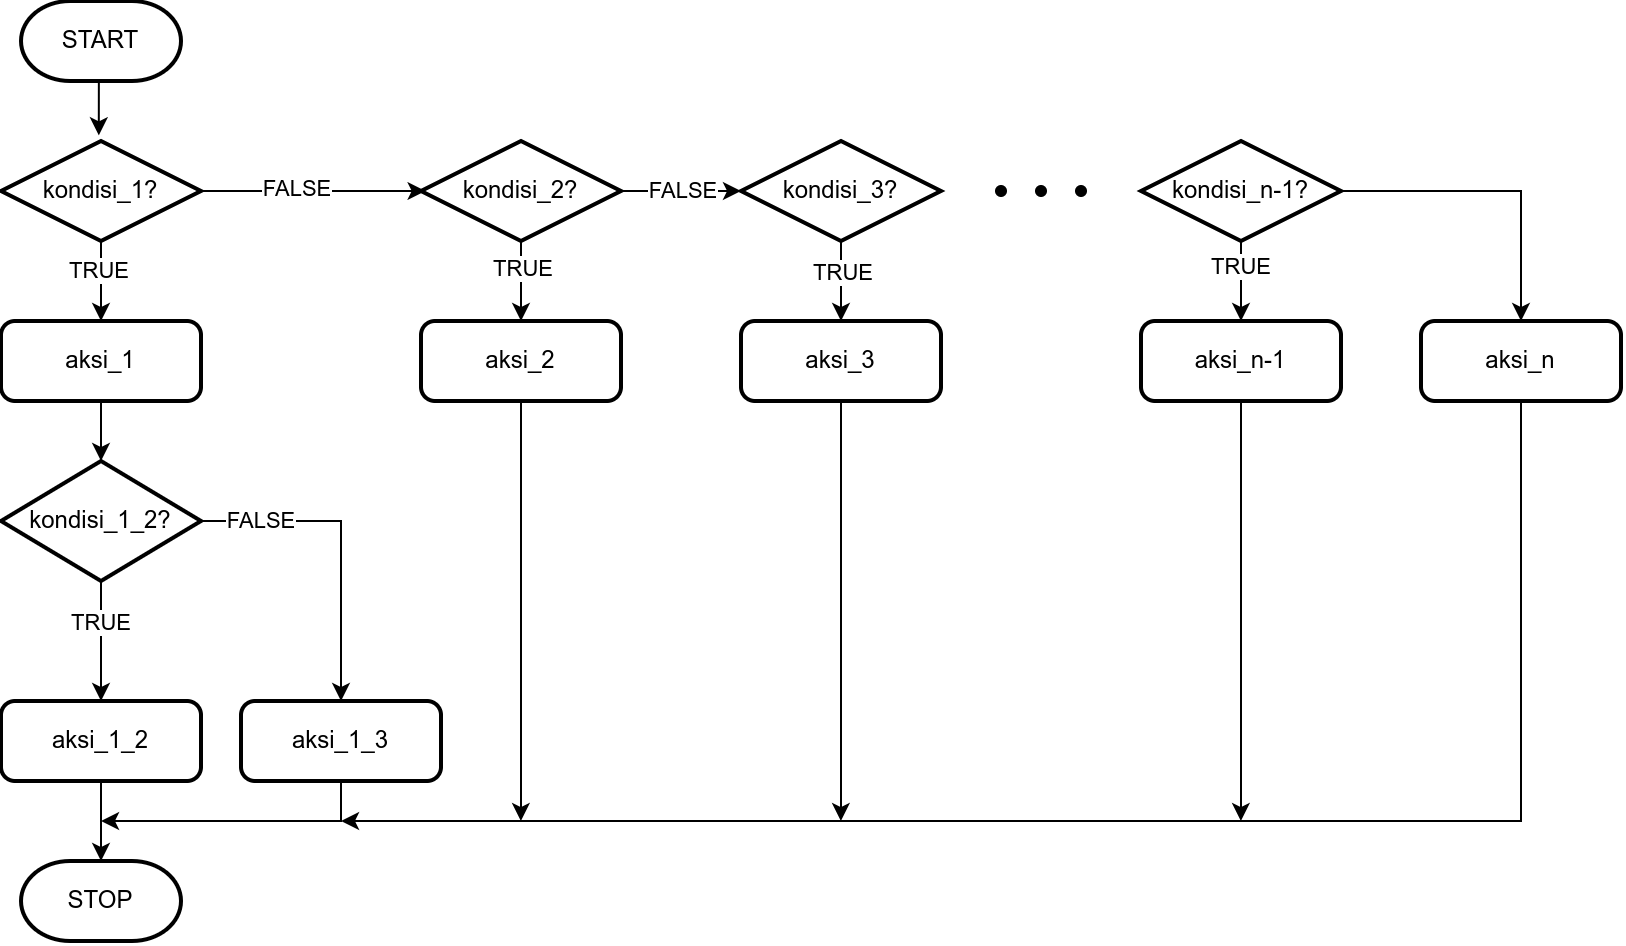 START
kondisi_1?
FALSE
kondisi_2?
FALSE
kondisi_3?
kondisi_n-1?
TRUE
TRUE
TRUE
TRUE
aksi_1
aksi_2
aksi_3
aksi_n-1
aksi_n
kondisi_1_2?
FALSE
TRUE
aksi_1_2
aksi_1_3
STOP